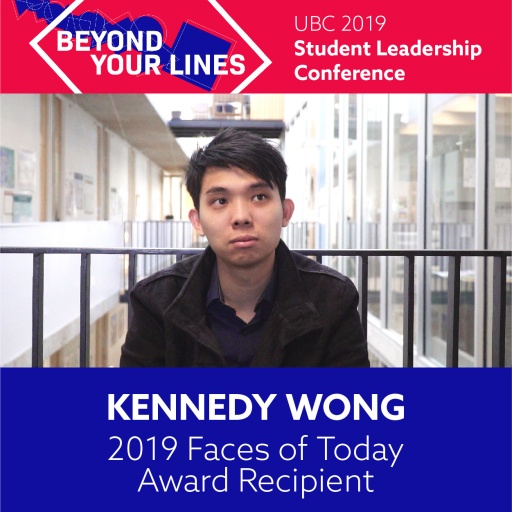 BEYOND
YOUR LINES
UBC 2019
Student Leadership
Conference
KENNEDY WONG
2019 Faces of Today
Award Recipient